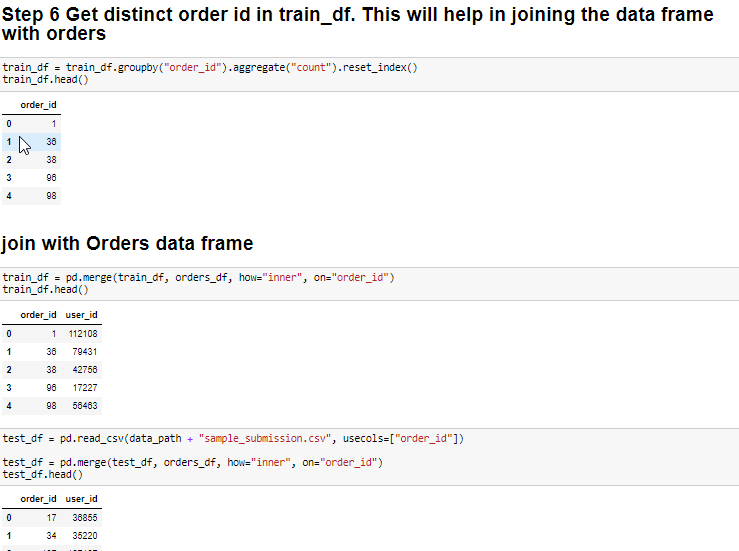 Step 6 Get distinct order id in train_df. This will help in joining the data frame
with orders
train_df = train_df.groupby("order_id").aggregate("count").reset_index()
train_df.head()
order_id
0 1
1 36
2 38
3 96
4 98
join with Orders data frame
train_df = pd.merge(train_df, orders_df, how="inner", on="order_id")
train_df.head()
order_id user_id
0 1 112108
1 36 79431
2 38 42756
3 96 17227
4 98 56463
test_df = pd.read_csv(data_path + "sample_submission.csv", usecols=["order_id"])
test_df = pd.merge(test_df, orders_df, how="inner", on="order_id")
test_df.head()
order_id user_id
0 17 36855
1 34 35220